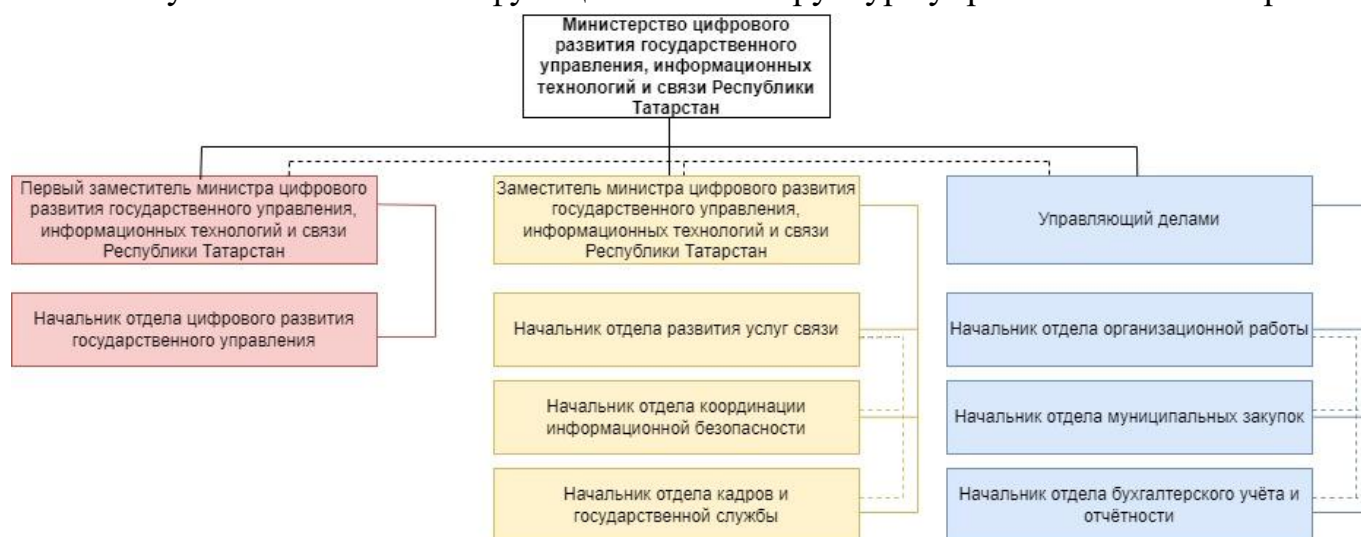 Министерство цифрового
развития государственного
управления, информационных
технологий и связи Республики
Татарстан
Первый заместитель министра цифрового
развития государственного управления,
информационных технологий и связи
Республики Татарстан
Заместитель министра цифрового развития
государственного управления,
информационных технологий и связи
Республики Татарстан
Управляющий делами
Начальник отдела цифрового развития
государственного управления
Начальник отдела развития услуг связи
Начальник отдела организационной работы
Начальник отдела координации
информационной безопасности
Начальник отдела муниципальных закупок
Начальник отдела кадров и
государственной службы
Начальник отдела бухгалтерского учёта и
отчётности